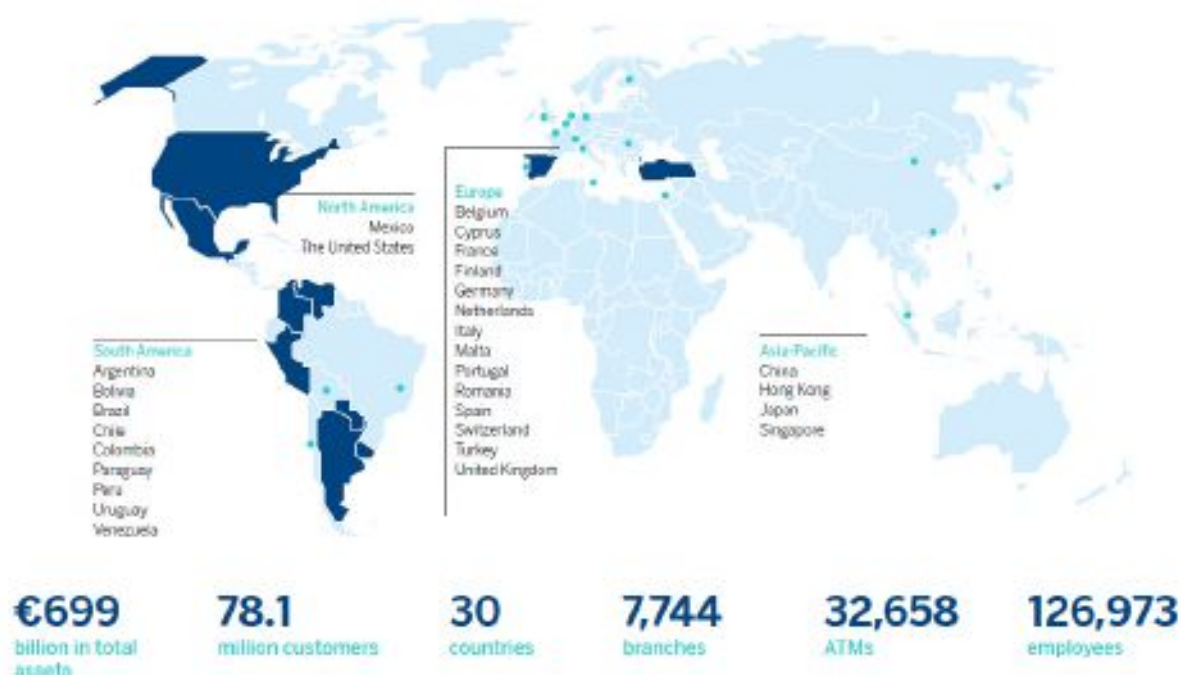 North America
Mexico
The United States
Europe
Belgium
Cyprus
France
Finland
Germany
Netherlands
Italy
Malta
Portugal
Romania
Spain
Switzerland
Turkey
United Kingdom
South America
Argentina
Bolivia
Brazil
Chile
Colombia
Paraguay
Peru
Uruguay
Venezuela
Asia-Pacific
China
Hong Kong
Japan
Singapore
€699
billion in total
assets
78.1
million customers
30
countries
7,744
branches
32,658
ATMs
126,973
employees